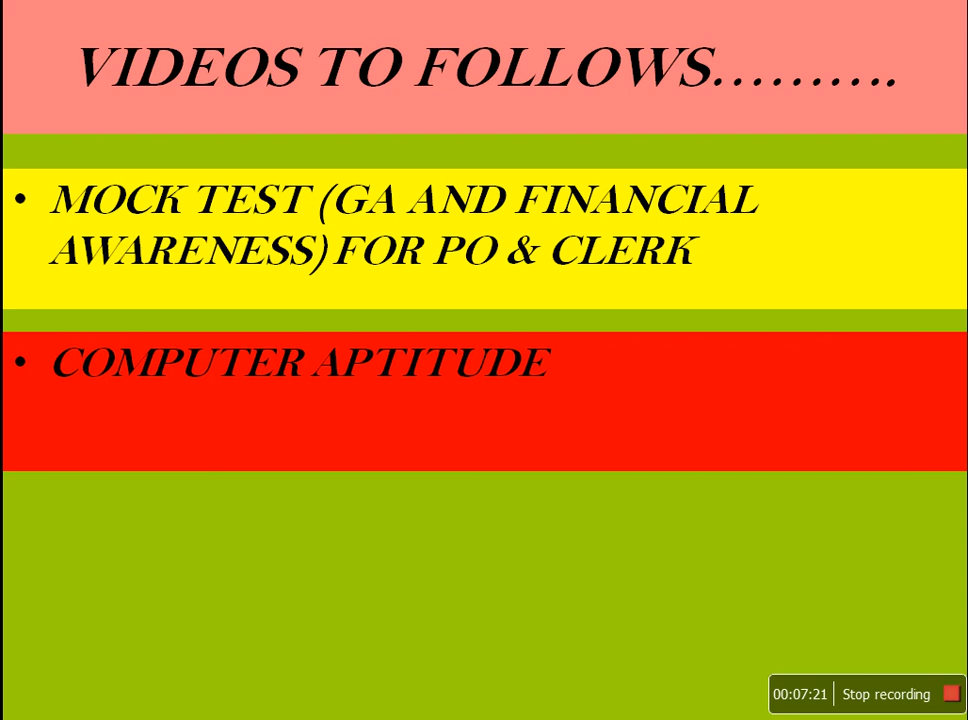 VIDEOS TO FOLLOWS..........
• MOCK TEST (GA AND FINANCIAL
AWARENESS) FOR PO & CLERK
• COMPUTER APTITUDE
00:07:21 Stop recording